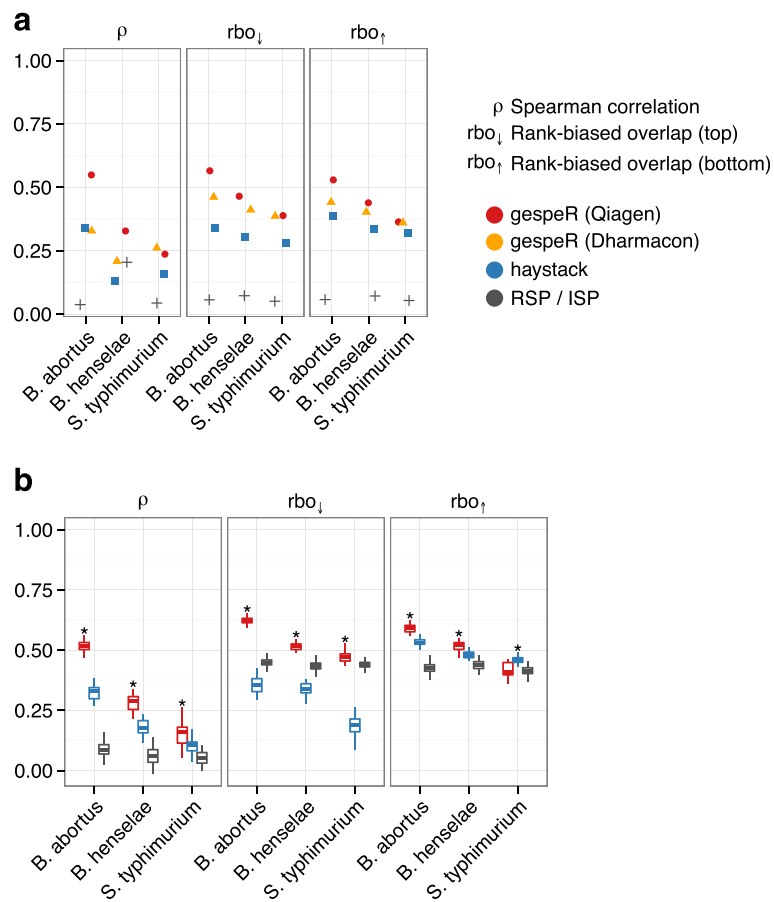 a
ρ rbo↓ rbo↑
1.00
0.75
0.50
0.25
0.00
B. abortus B. henselae S. typhimurium B. abortus B. henselae S. typhimurium B. abortus B. henselae S. typhimurium
ρ Spearman correlation
rbo↓ Rank-biased overlap (top)
rbo↑ Rank-biased overlap (bottom)
gespeR (Qiagen)
gespeR (Dharmacon)
haystack
RSP / ISP
b
ρ rbo↓ rbo↑
1.00
0.75
0.50
0.25
0.00
* * * * * * * * *
B. abortus B. henselae S. typhimurium B. abortus B. henselae S. typhimurium B. abortus B. henselae S. typhimurium